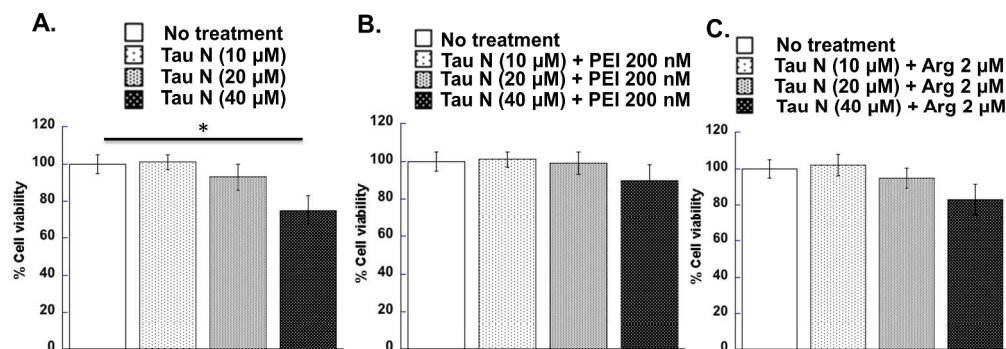 A.
No treatment
Tau N (10 µM)
Tau N (20 µM)
Tau N (40 µM)
120
100
80
60
40
20
0
% Cell viability
*
B.
No treatment
Tau N (10 µM) + PEI 200 nM
Tau N (20 µM) + PEI 200 nM
Tau N (40 µM) + PEI 200 nM
120
100
80
60
40
20
0
% Cell viability
C.
No treatment
Tau N (10 µM) + Arg 2 µM
Tau N (20 µM) + Arg 2 µM
Tau N (40 µM) + Arg 2 µM
120
100
80
60
40
20
0
% Cell viability